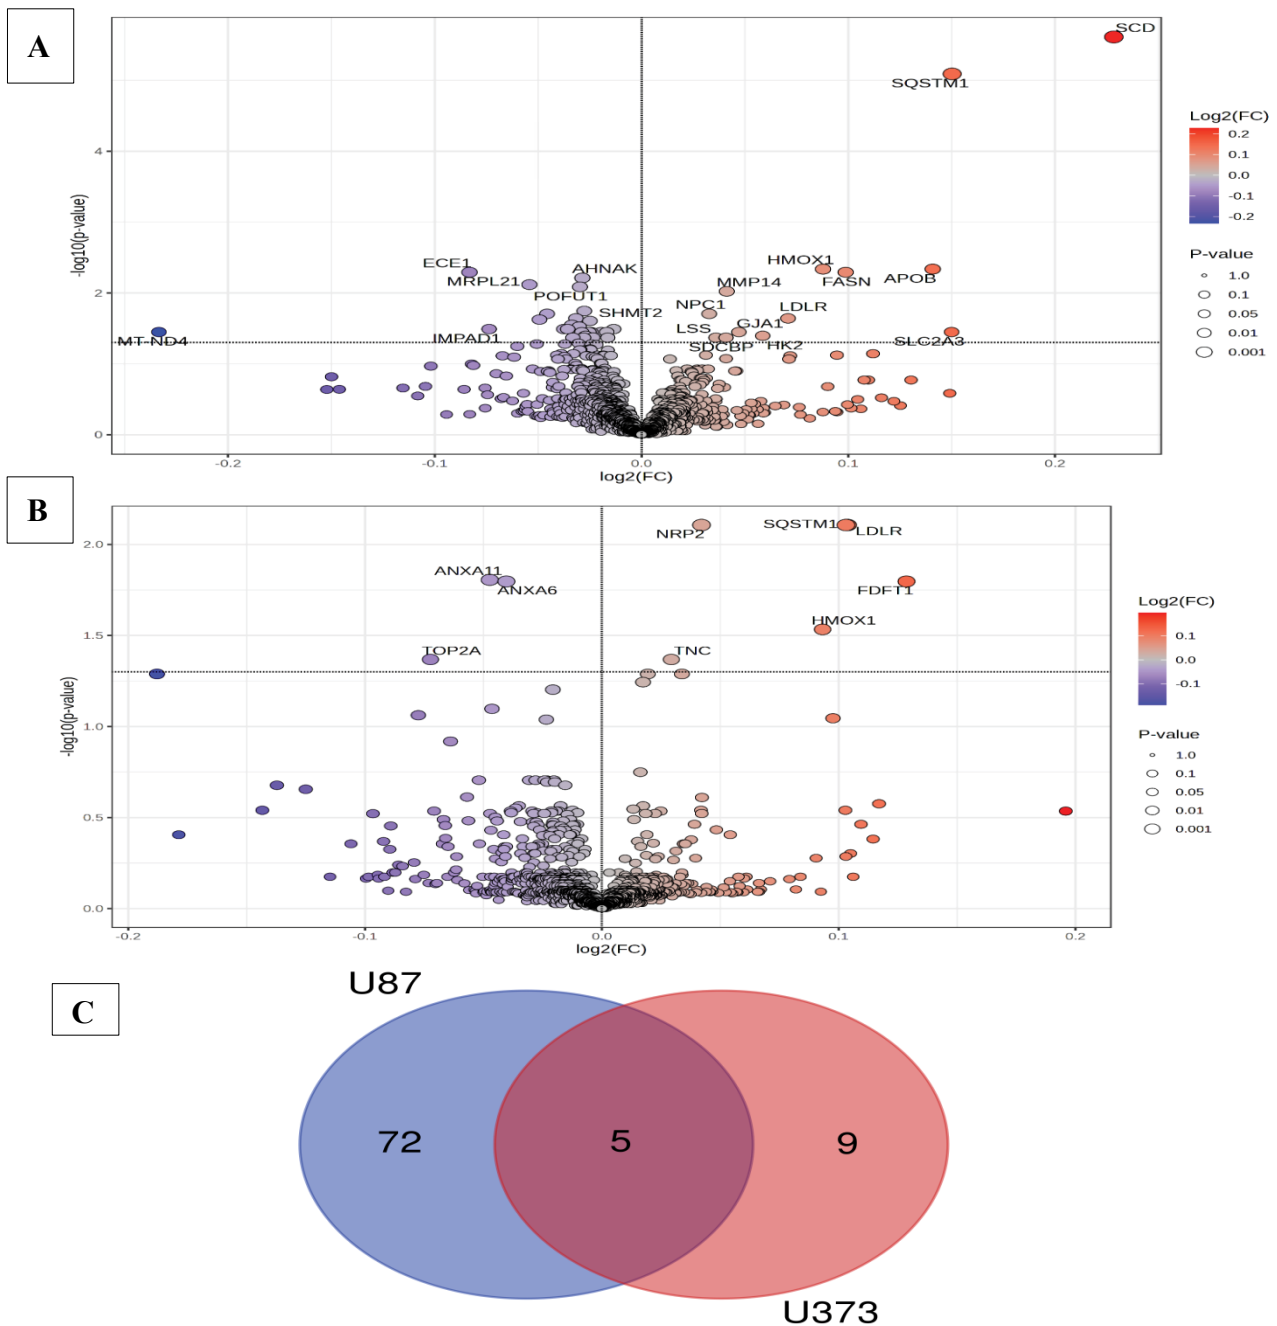 A
SCD
SQSTM1
Log2(FC)
0.2
0.1
0.0
-0.1
-0.2
4
-log10(p-value)
ECE1
MRPL21
AHNAK
POFUT1
SHMT2
HMOX1
FASN
APOB
MMP14
NPC1
LDLR
GJA1
LSS
SDCBP
HK2
SLC2A3
IMPAD1
MT-ND4
P-value
1.0
0.1
0.05
0.01
0.001
2
0
-0.2
-0.1
0.0
0.1
0.2
log2(FC)
B
NRP2
SQSTM1
LDLR
ANXA11
ANXA6
FDFT1
HMOX1
TOP2A
TNC
2.0
1.5
1.0
0.5
0.0
-log10(p-value)
Log2(FC)
0.1
0.0
-0.1
P-value
1.0
0.1
0.05
0.01
0.001
-0.2
-0.1
0.0
0.1
0.2
log2(FC)
C
U87
72
5
9
U373